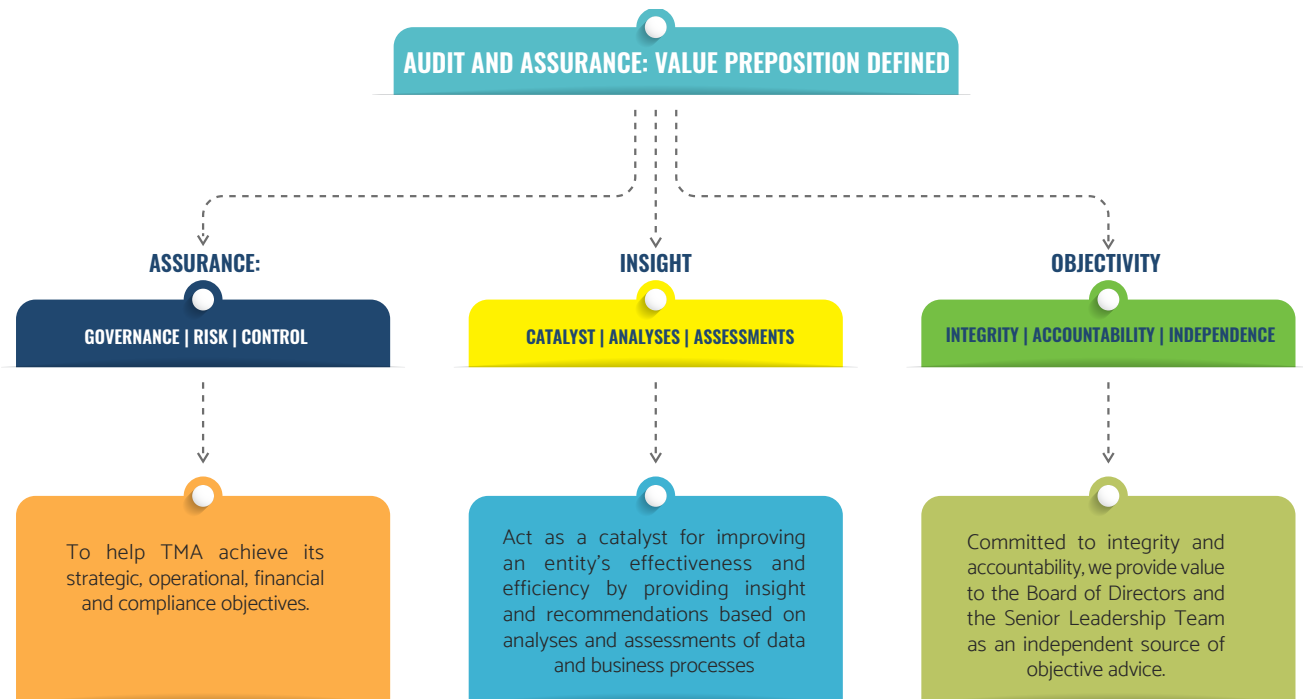 AUDIT AND ASSURANCE: VALUE PREPOSITION DEFINED
ASSURANCE:
GOVERNANCE | RISK | CONTROL
To help TMA achieve its
strategic, operational, financial
and compliance objectives.
INSIGHT
CATALYST | ANALYSES | ASSESSMENTS
Act as a catalyst for improving
an entity's effectiveness and
efficiency by providing insight
and recommendations based on
analyses and assessments of data
and business processes
OBJECTIVITY
INTEGRITY | ACCOUNTABILITY | INDEPENDENCE
Committed to integrity and
accountability, we provide value
to the Board of Directors and
the Senior Leadership Team
as an independent source of
objective advice.